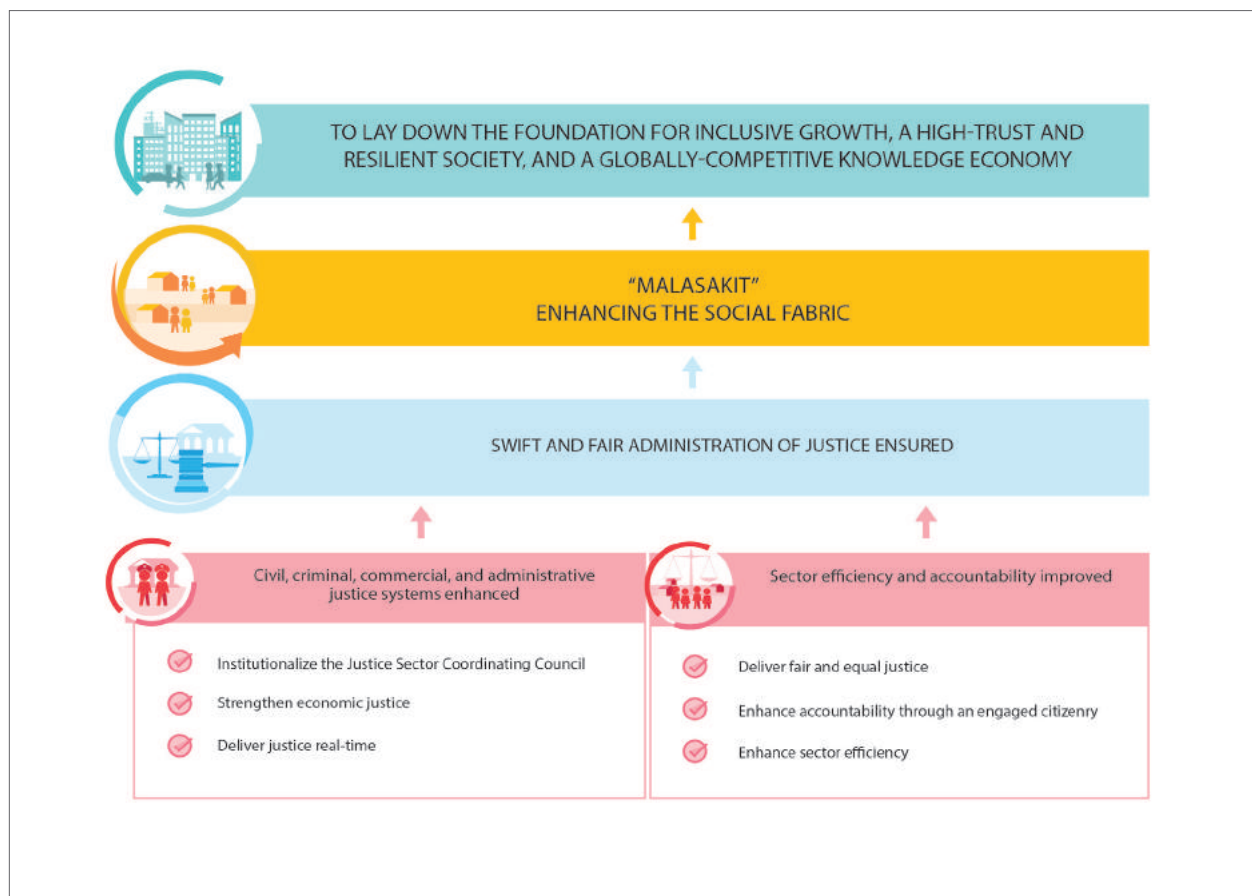 TO LAY DOWN THE FOUNDATION FOR INCLUSIVE GROWTH, A HIGH-TRUST AND
RESILIENT SOCIETY, AND A GLOBALLY-COMPETITIVE KNOWLEDGE ECONOMY
“MALASAKIT”
ENHANCING THE SOCIAL FABRIC
SWIFT AND FAIR ADMINISTRATION OF JUSTICE ENSURED
Civil, criminal, commercial, and administrative
justice systems enhanced
Institutionalize the Justice Sector Coordinating Council
Strengthen economic justice
Deliver justice real-time
Sector efficiency and accountability improved
Deliver fair and equal justice
Enhance accountability through an engaged citizenry
Enhance sector efficiency